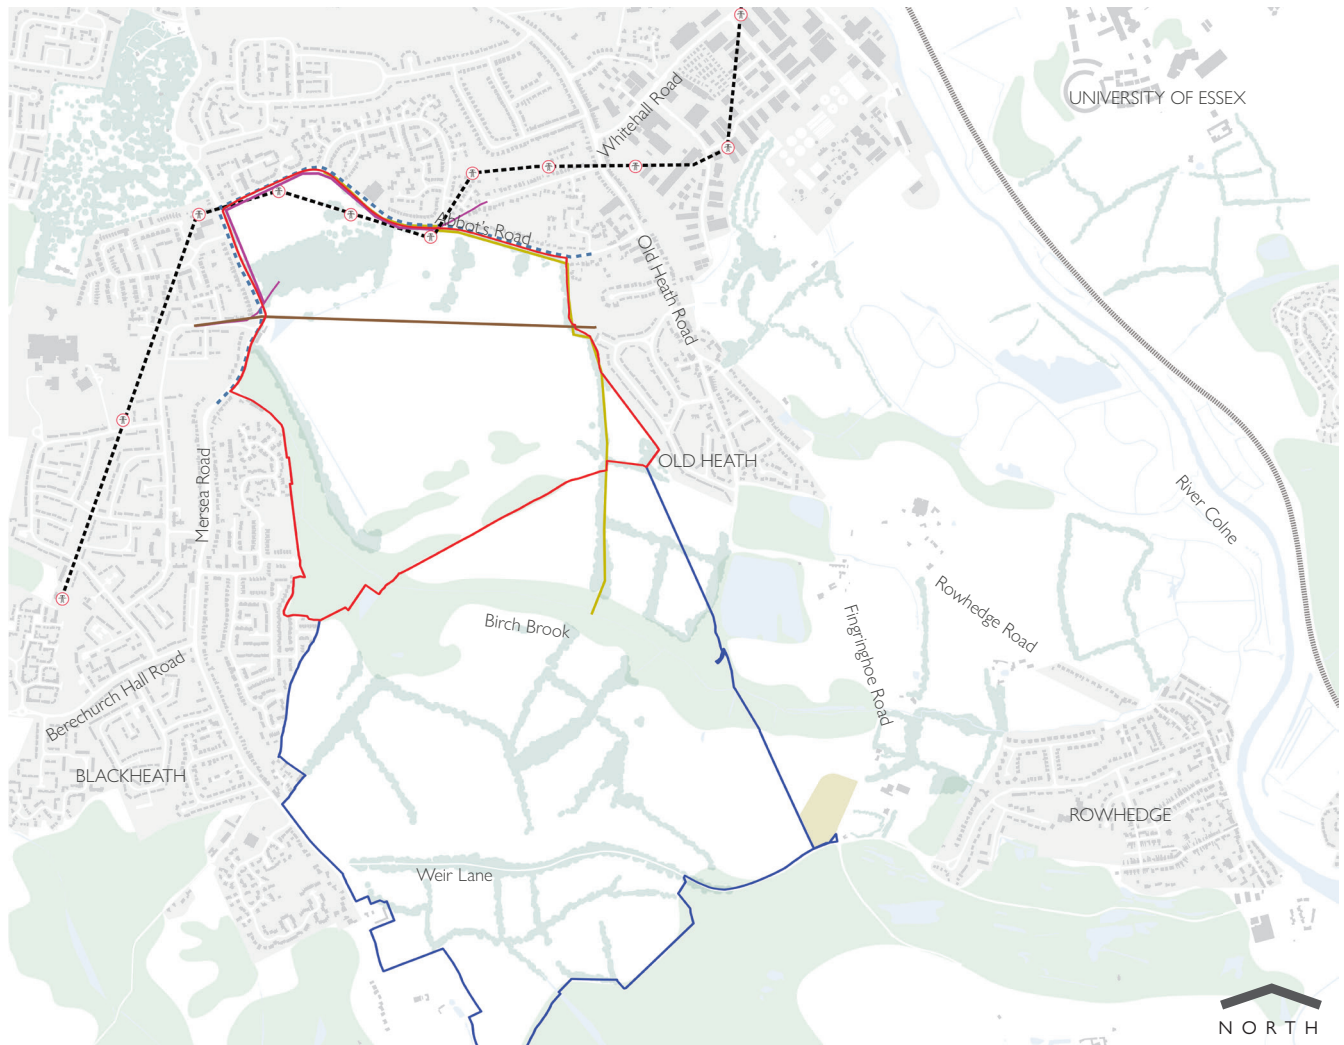 UNIVERSITY OF ESSEX
Whitehall Road
Abbot's Road
Old Heath Road
OLD HEATH
Mersea Road
River Colne
Birch Brook
Rowhedge Road
Fingringhoe Road
Berechurch Hall Road
BLACKHEATH
ROWHEDGE
Weir Lane
NORTH